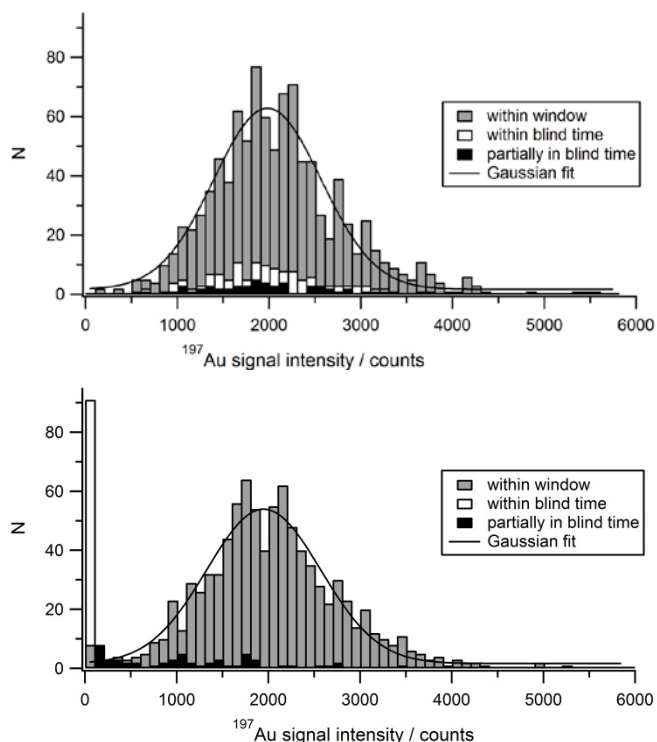 80
60
40
20
0
N
within window
within blind time
partially in blind time
Gaussian fit
0 1000 2000 3000 4000 5000 6000
¹⁹⁷Au signal intensity / counts
80
60
40
20
0
N
within window
within blind time
partially in blind time
Gaussian fit
0 1000 2000 3000 4000 5000 6000
¹⁹⁷Au signal intensity / counts